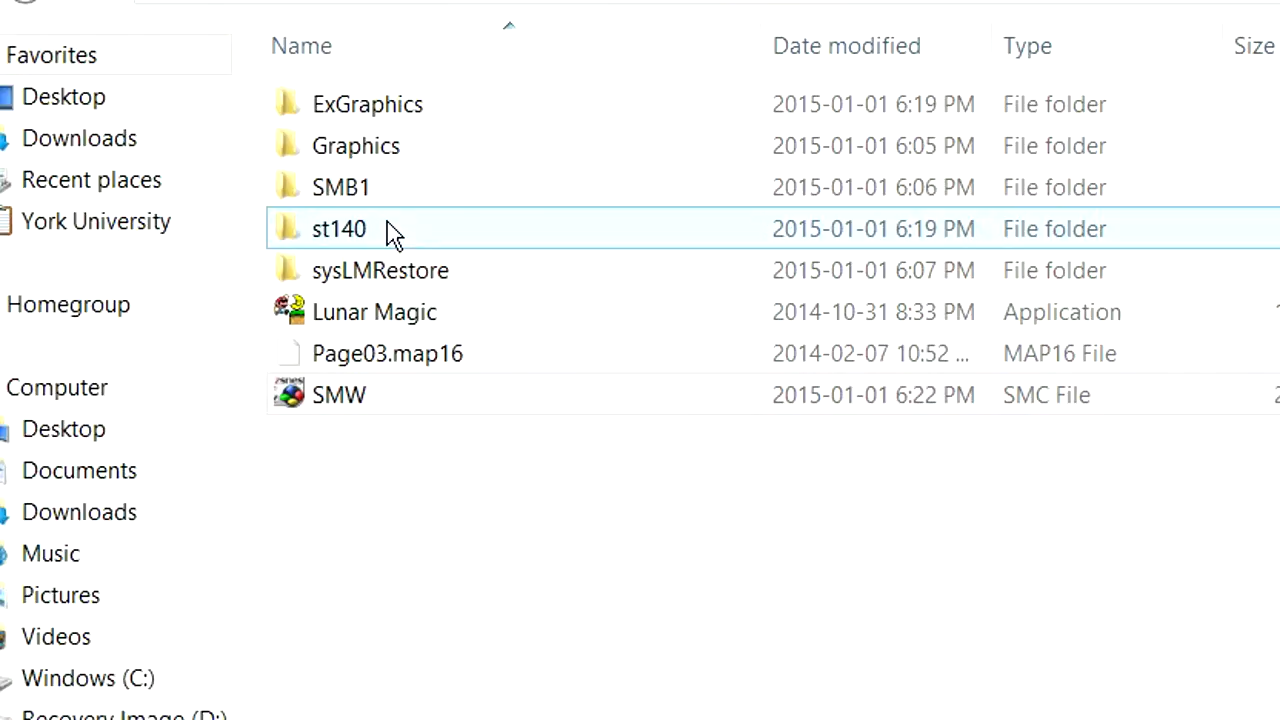 Name Date modified Type Size
Favorites
Desktop
Downloads
Recent places
York University
Homegroup
Computer
Desktop
Documents
Downloads
Music
Pictures
Videos
Windows (C:)
Recovery Image (D:)
ExGraphics 2015-01-01 6:19 PM File folder
Graphics 2015-01-01 6:05 PM File folder
SMB1 2015-01-01 6:06 PM File folder
st140 2015-01-01 6:19 PM File folder
sysLMRestore 2015-01-01 6:07 PM File folder
Lunar Magic 2014-10-31 8:33 PM Application
Page03.map16 2014-02-07 10:52 ... MAP16 File
SMW 2015-01-01 6:22 PM SMC File